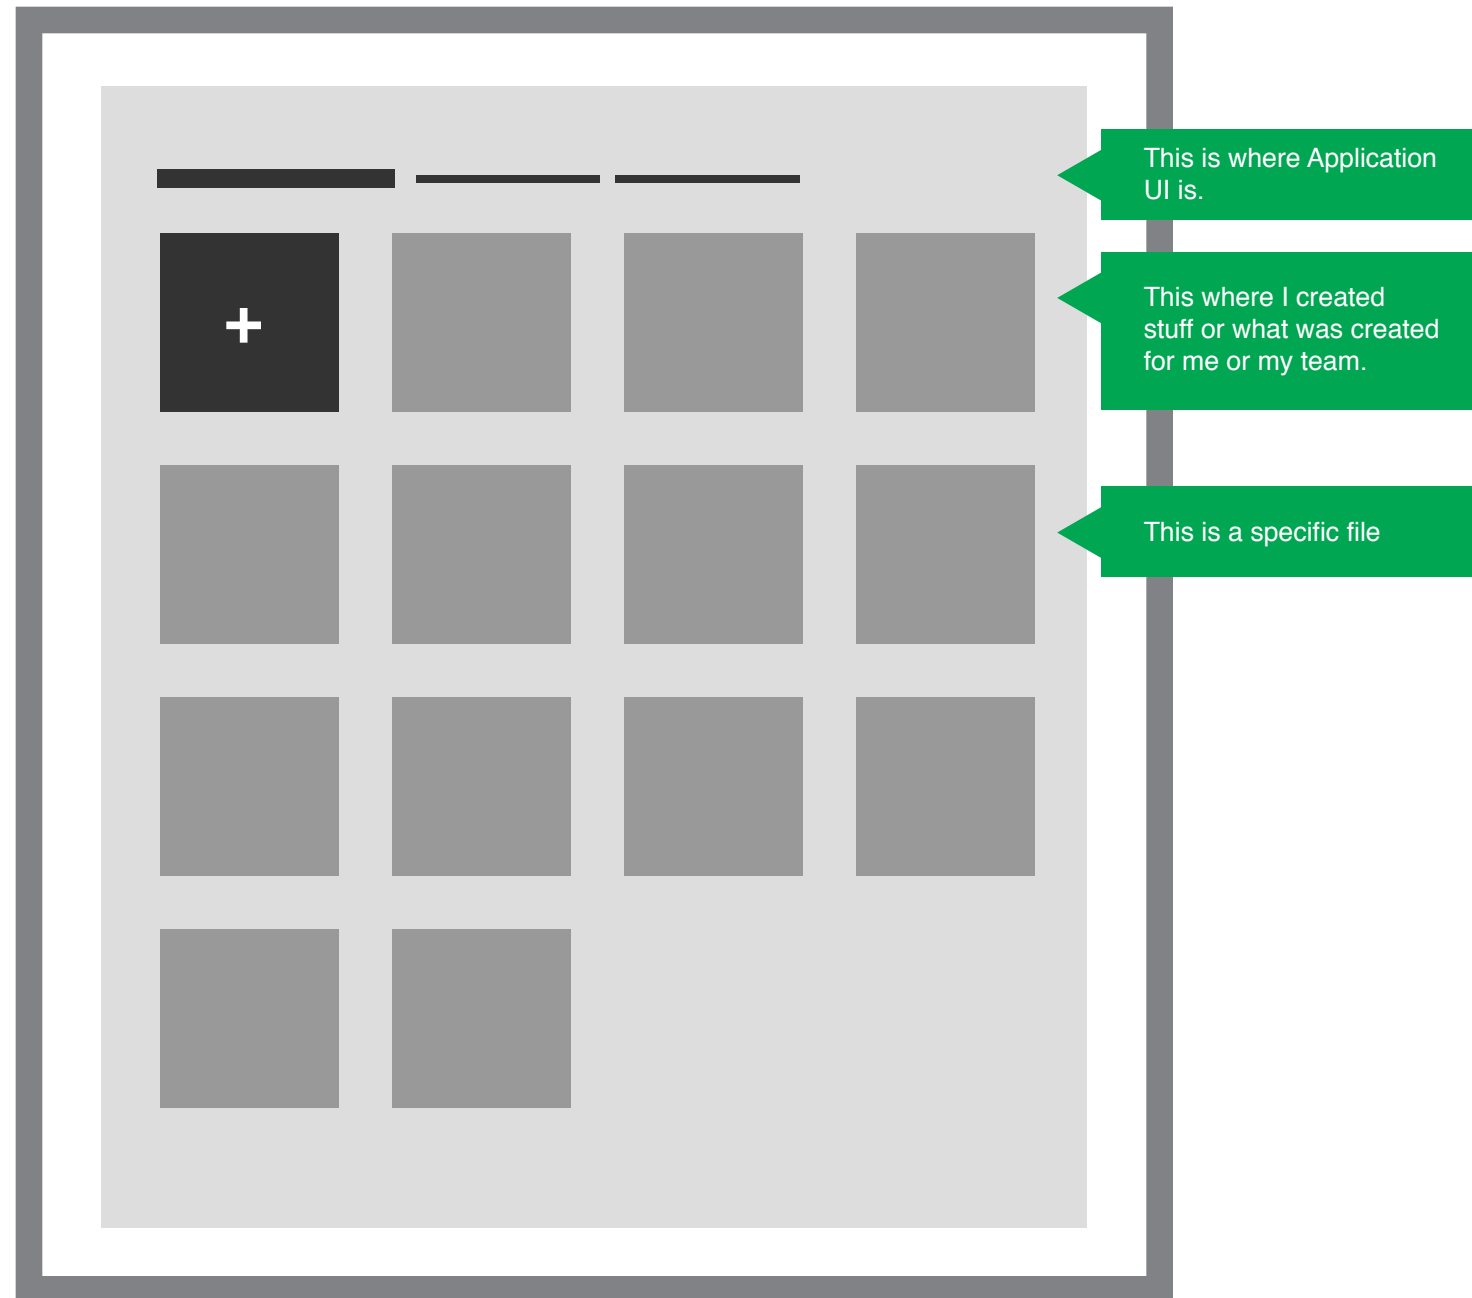 This is where Application
UI is.
+
This where I created
stuff or what was created
for me or my team.
This is a specific file